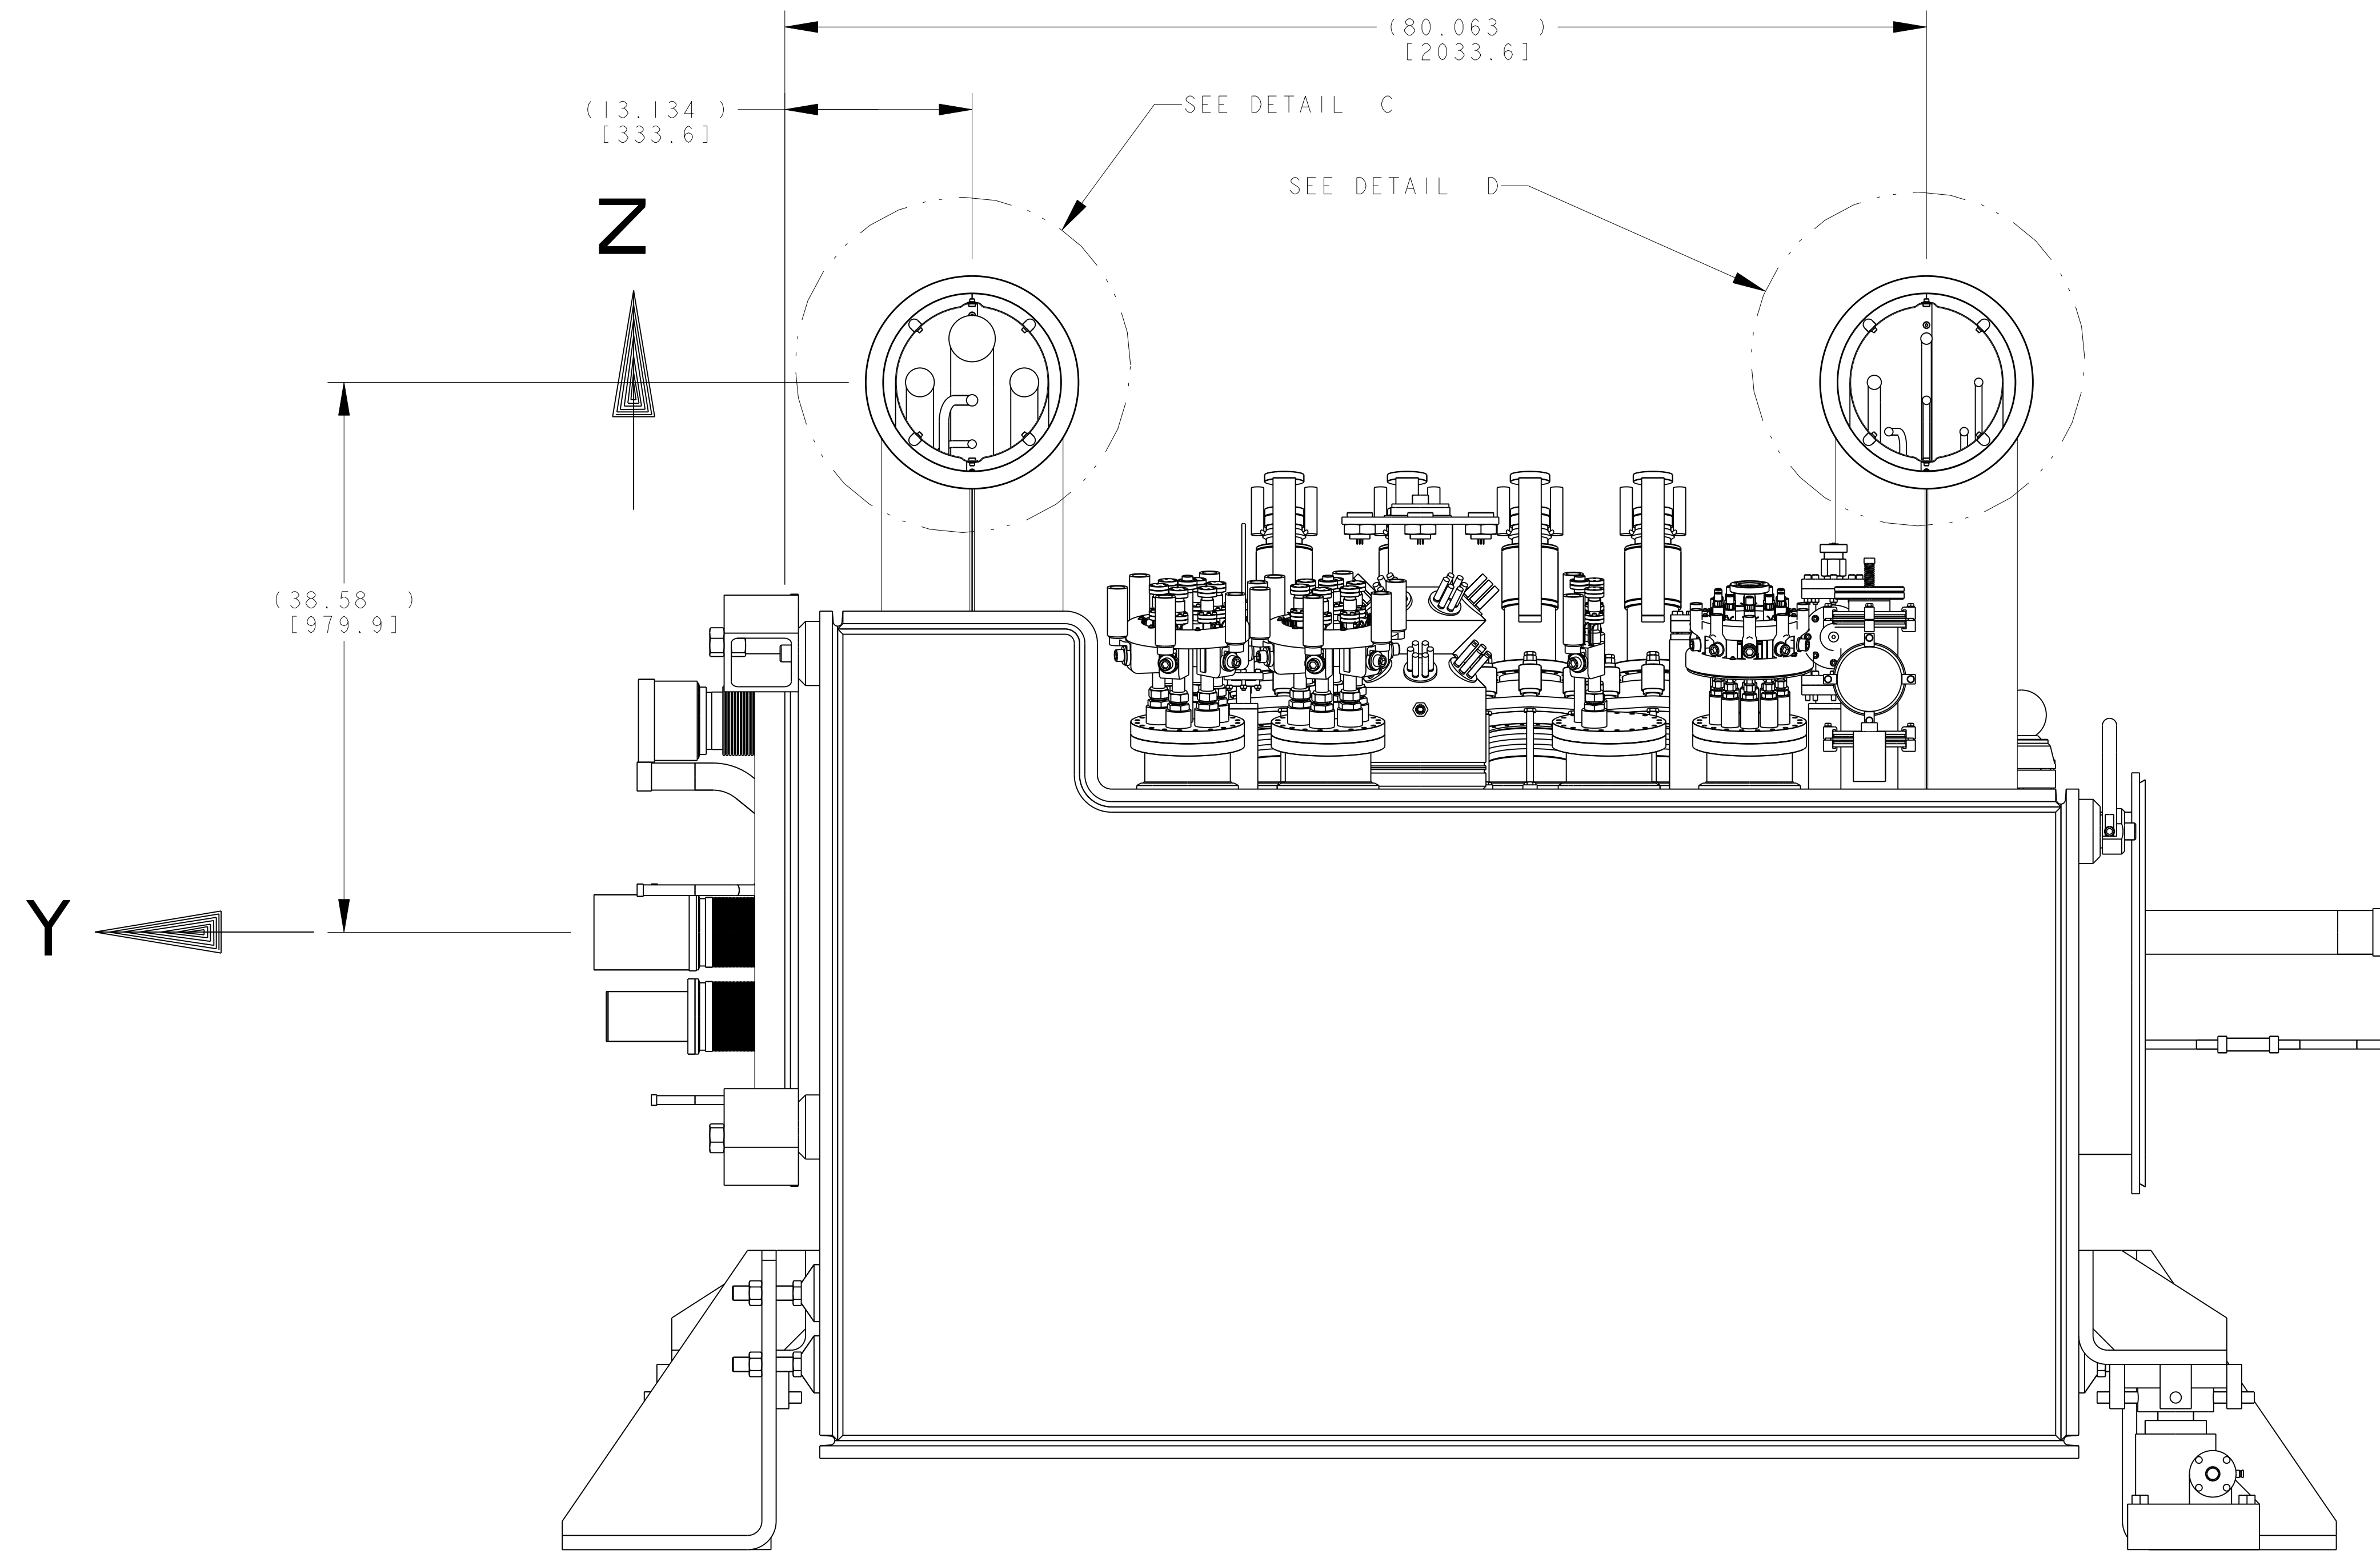 (80.063 )
[2033.6]
(13.134 )
[333.6]
SEE DETAIL C
SEE DETAIL D
Z
(38.58 )
[979.9]
Y